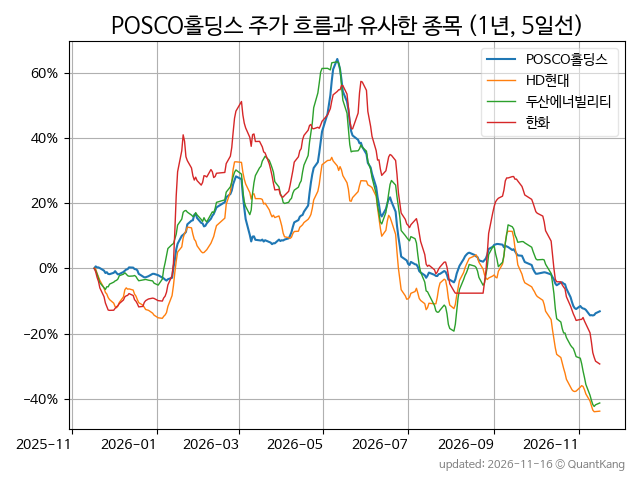 POSCO홀딩스 주가 흐름과 유사한 종목 (1년, 5일선)
POSCO홀딩스
HD현대
두산에너빌리티
한화
60%
40%
20%
0%
−20%
−40%
2025-11 2026-01 2026-03 2026-05 2026-07 2026-09 2026-11
updated: 2026-11-16 © QuantKang